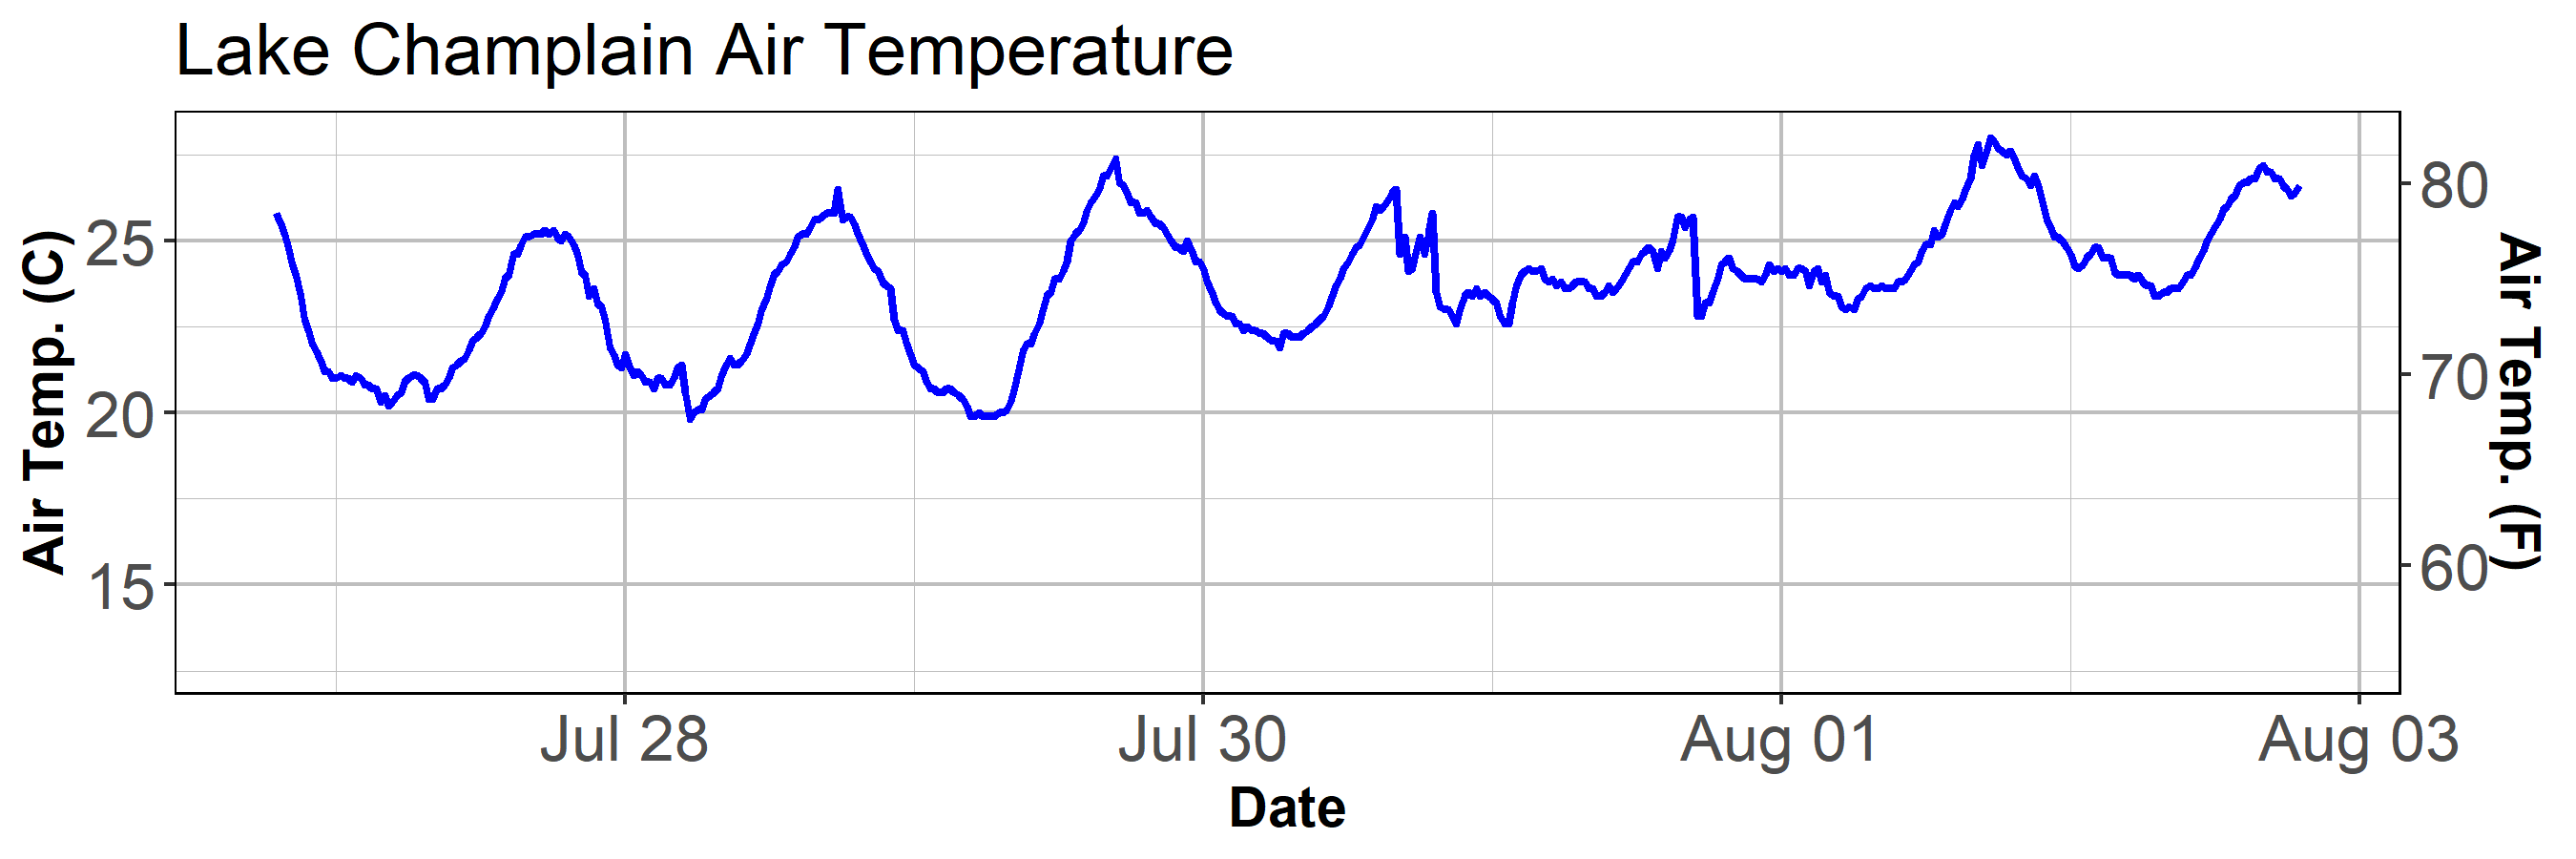 Lake Champlain Air Temperature
Air Temp. (C)
25
20
15
80
70
60
Air Temp. (F)
Jul 28
Jul 30
Aug 01
Aug 03
Date